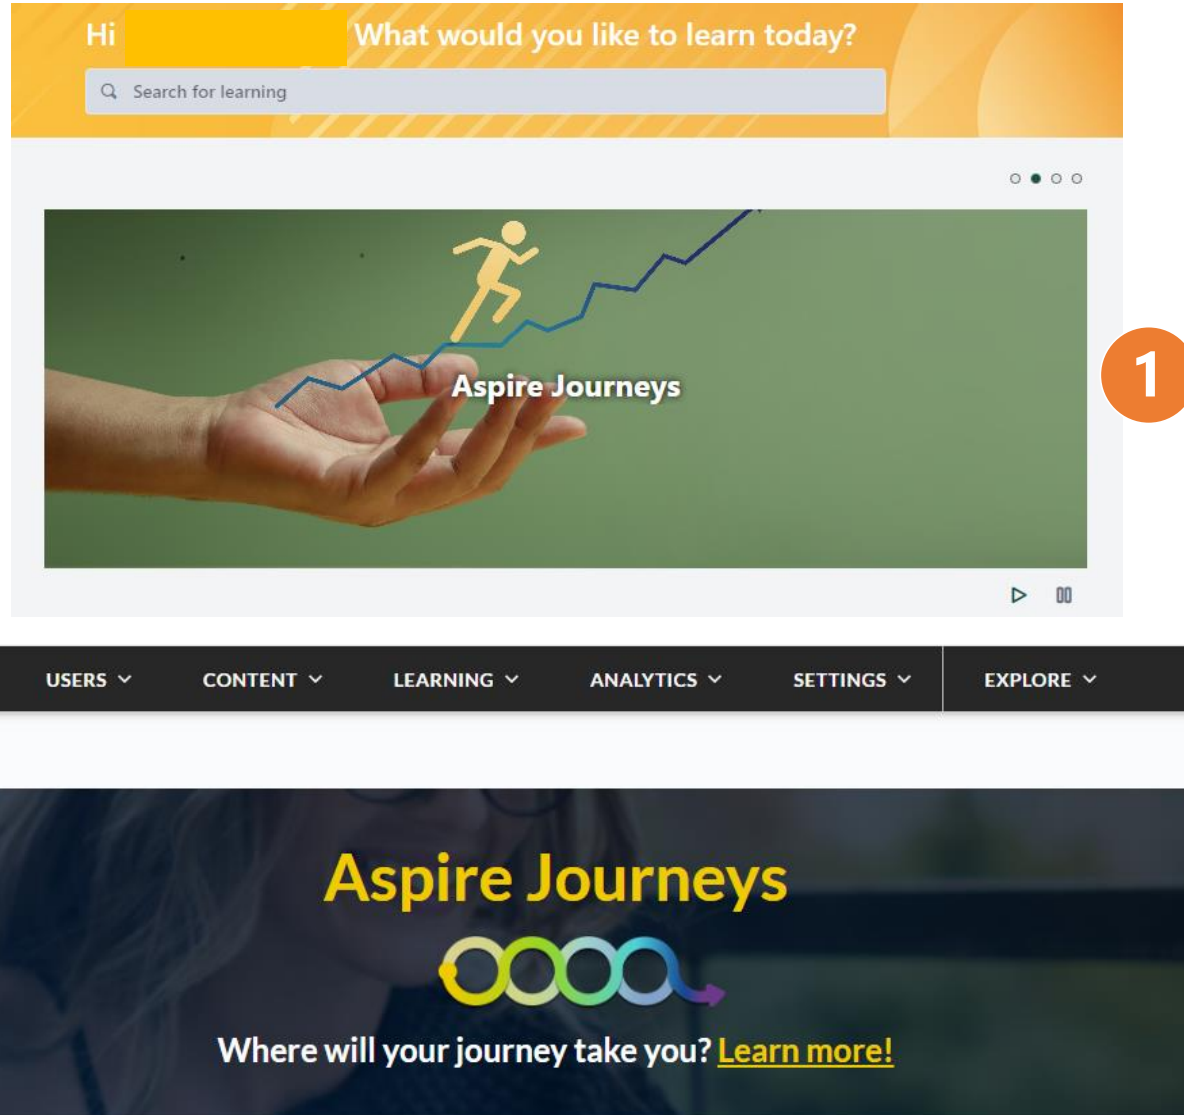 Hi What would you like to learn today?
Search for learning
Aspire Journeys
1
USERS CONTENT LEARNING ANALYTICS SETTINGS EXPLORE
Aspire Journeys
Where will your journey take you? Learn more!